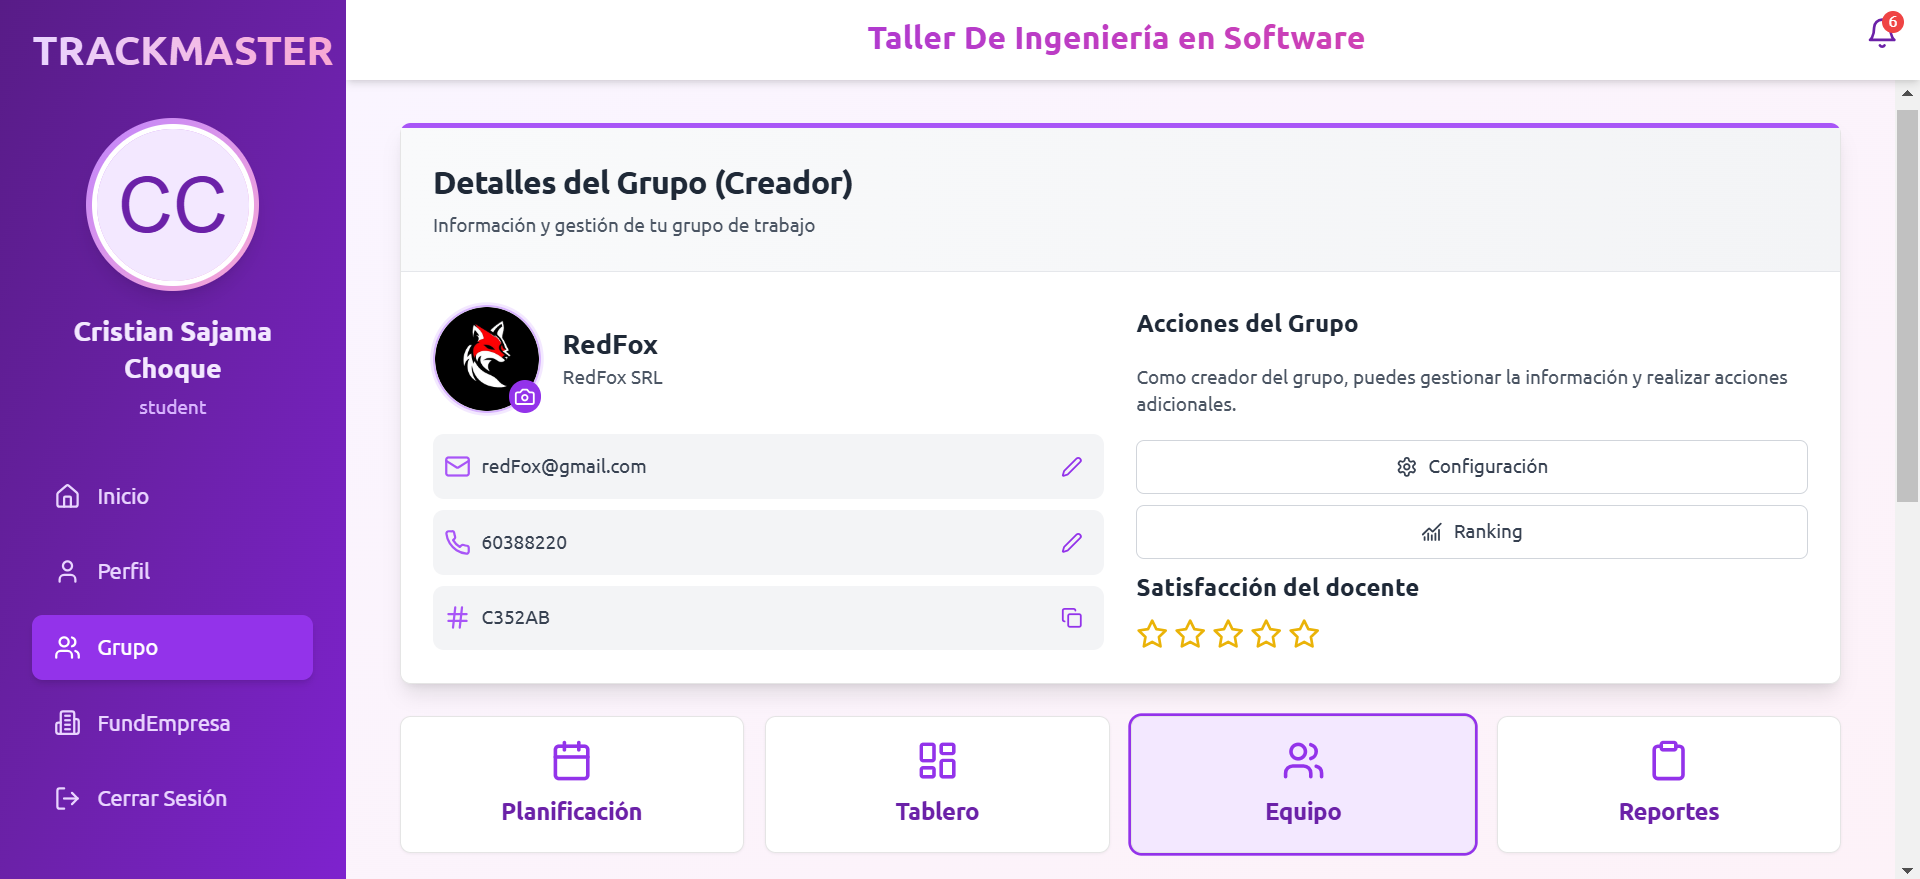 TRACKMASTER
CC
Cristian Sajama
Choque
student
Inicio
Perfil
Grupo
FundEmpresa
Cerrar Sesión
Taller De Ingeniería en Software
6
Detalles del Grupo (Creador)
Información y gestión de tu grupo de trabajo
RedFox
RedFox SRL
redFox@gmail.com
60388220
C352AB
Acciones del Grupo
Como creador del grupo, puedes gestionar la información y realizar acciones
adicionales.
Configuración
Ranking
Satisfacción del docente
Planificación
Tablero
Equipo
Reportes